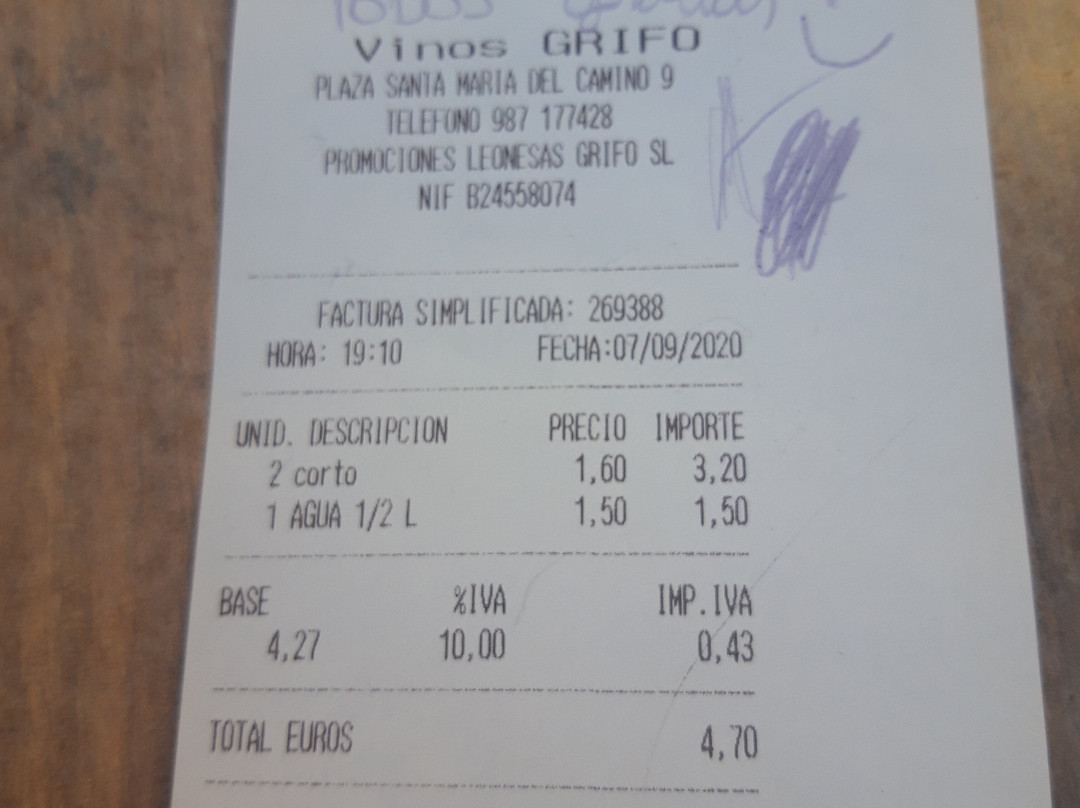 TODOS
Vinos GRIFO
PLAZA SANTA MARIA DEL CAMINO 9
TELEFONO 987 177428
PROMOCIONES LEONESAS GRIFO SL
NIF B24558074
FACTURA SIMPLIFICADA: 269388
HORA: 19:10 FECHA:07/09/2020
UNID. DESCRIPCION PRECIO IMPORTE
2 corto 1,60 3,20
1 AGUA 1/2 L 1,50 1,50
BASE %IVA IMP.IVA
4,27 10,00 0,43
TOTAL EUROS 4,70